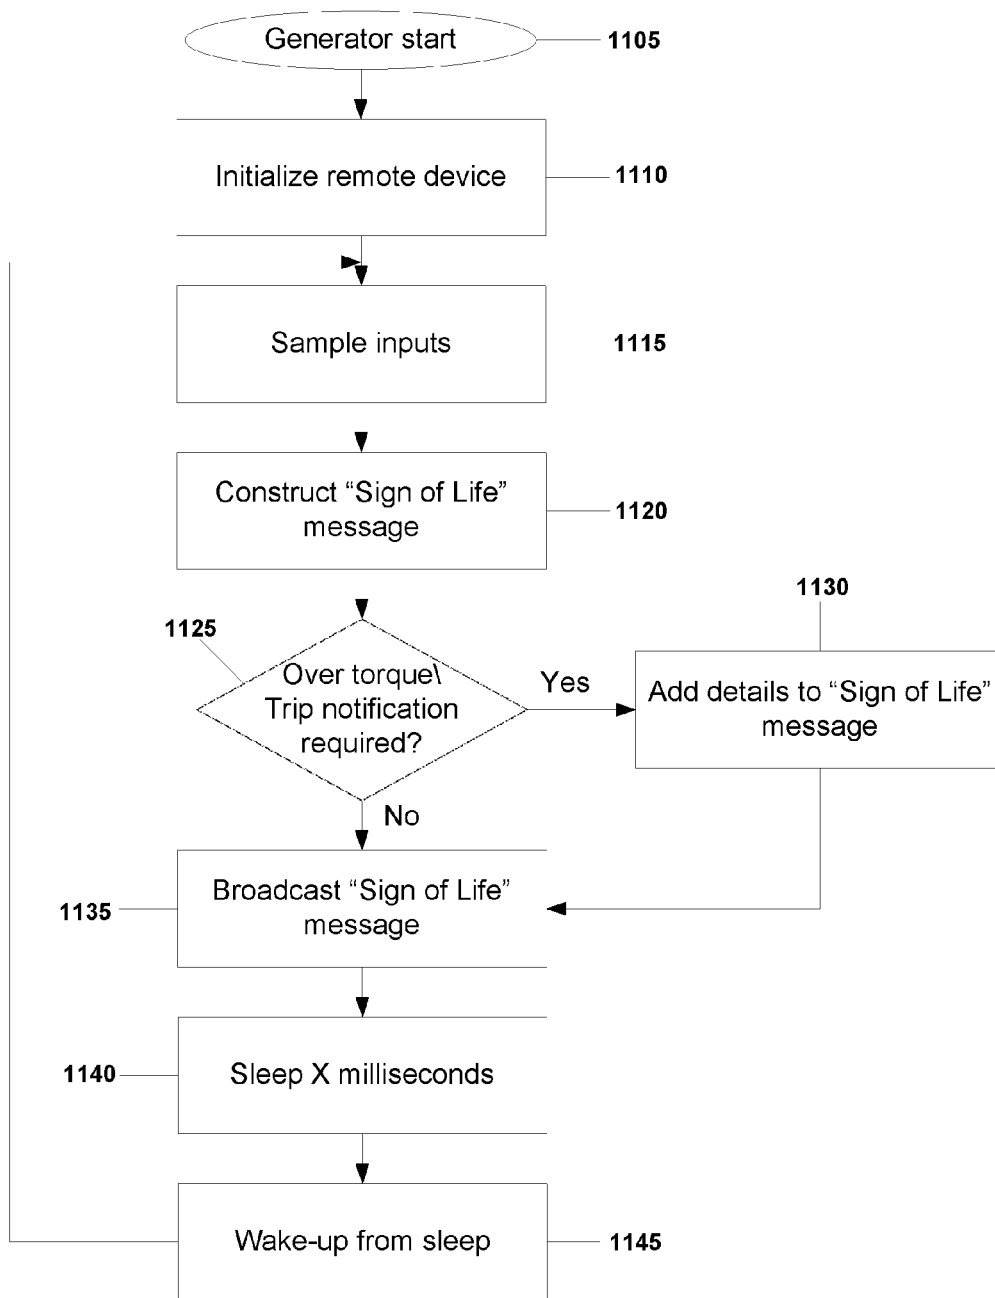 Generator start
1105
Initialize remote device
1110
Sample inputs
1115
Construct “Sign of Life”
message
1120
1125
Over torque\
Trip notification
required?
Yes
1130
Add details to “Sign of Life”
message
No
1135
Broadcast “Sign of Life”
message
1140
Sleep X milliseconds
Wake-up from sleep
1145